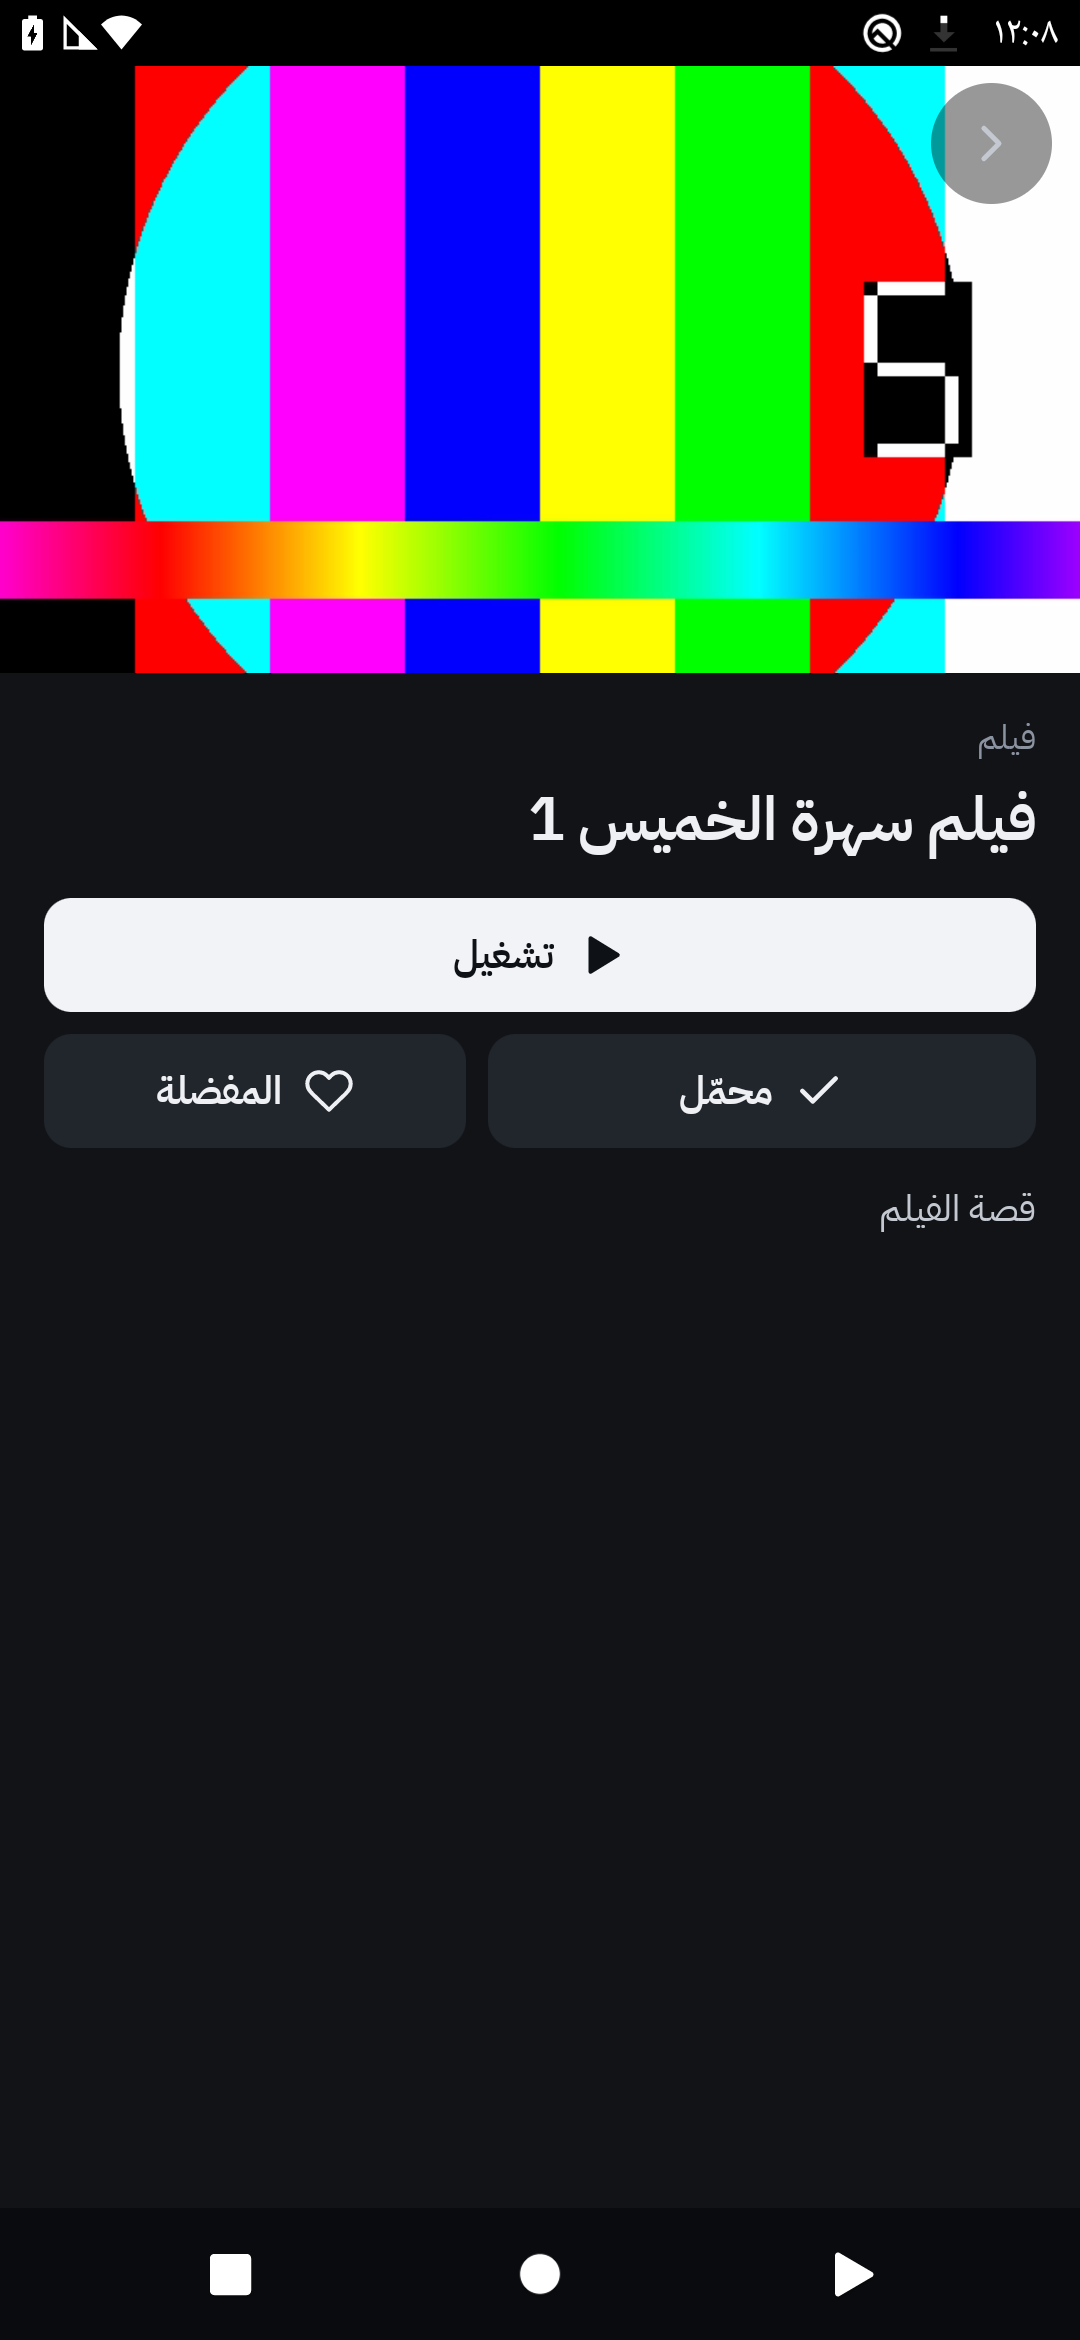 ١٢:٠٨
5
فيلم
فيلم سهرة الخميس 1
تشغيل
محمّل
المفضلة
قصة الفيلم